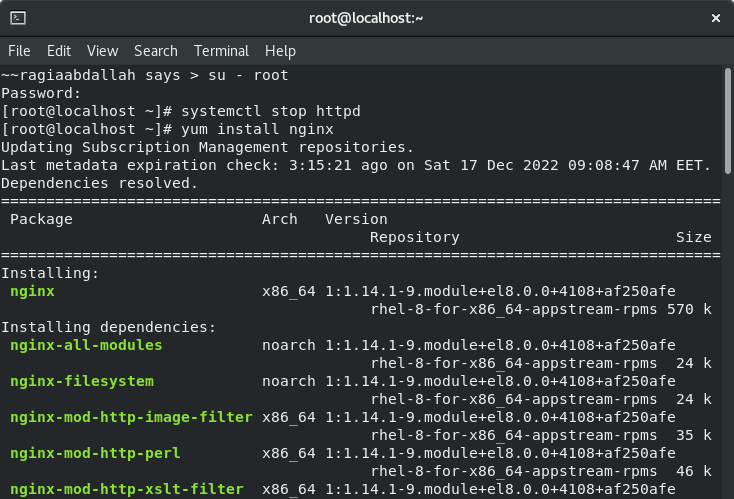 root@localhost:~
File Edit View Search Terminal Help
~~ragiaabdallah says > su - root
Password:
[root@localhost ~]# systemctl stop httpd
[root@localhost ~]# yum install nginx
Updating Subscription Management repositories.
Last metadata expiration check: 3:15:21 ago on Sat 17 Dec 2022 09:08:47 AM EET.
Dependencies resolved.
================================================================================
Package Arch Version
Repository Size
================================================================================
Installing:
nginx x86_64 1:1.14.1-9.module+el8.0.0+4108+af250afe
rhel-8-for-x86_64-appstream-rpms 570 k
Installing dependencies:
nginx-all-modules noarch 1:1.14.1-9.module+el8.0.0+4108+af250afe
rhel-8-for-x86_64-appstream-rpms 24 k
nginx-filesystem noarch 1:1.14.1-9.module+el8.0.0+4108+af250afe
rhel-8-for-x86_64-appstream-rpms 24 k
nginx-mod-http-image-filter x86_64 1:1.14.1-9.module+el8.0.0+4108+af250afe
rhel-8-for-x86_64-appstream-rpms 35 k
nginx-mod-http-perl x86_64 1:1.14.1-9.module+el8.0.0+4108+af250afe
rhel-8-for-x86_64-appstream-rpms 46 k
nginx-mod-http-xslt-filter x86_64 1:1.14.1-9.module+el8.0.0+4108+af250afe